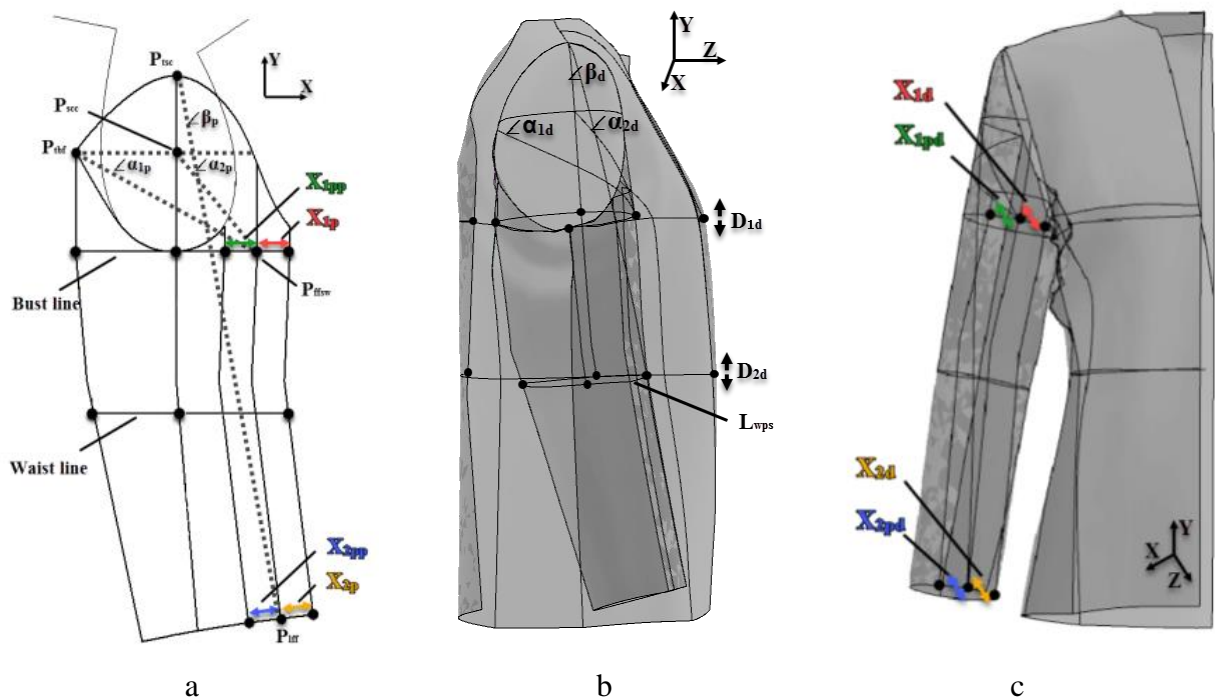 Ptsc
Y
X
Pscc
∠βp
Ptbf
∠α1p
∠α2p
X1pp
X1p
Bust line
Pffsw
Waist line
X2pp
X2p
Plff
a
Y
Z
X
∠βd
∠α1d
∠α2d
D1d
D2d
Lwps
b
X1d
X1pd
X2d
X2pd
Y
X
Z
c